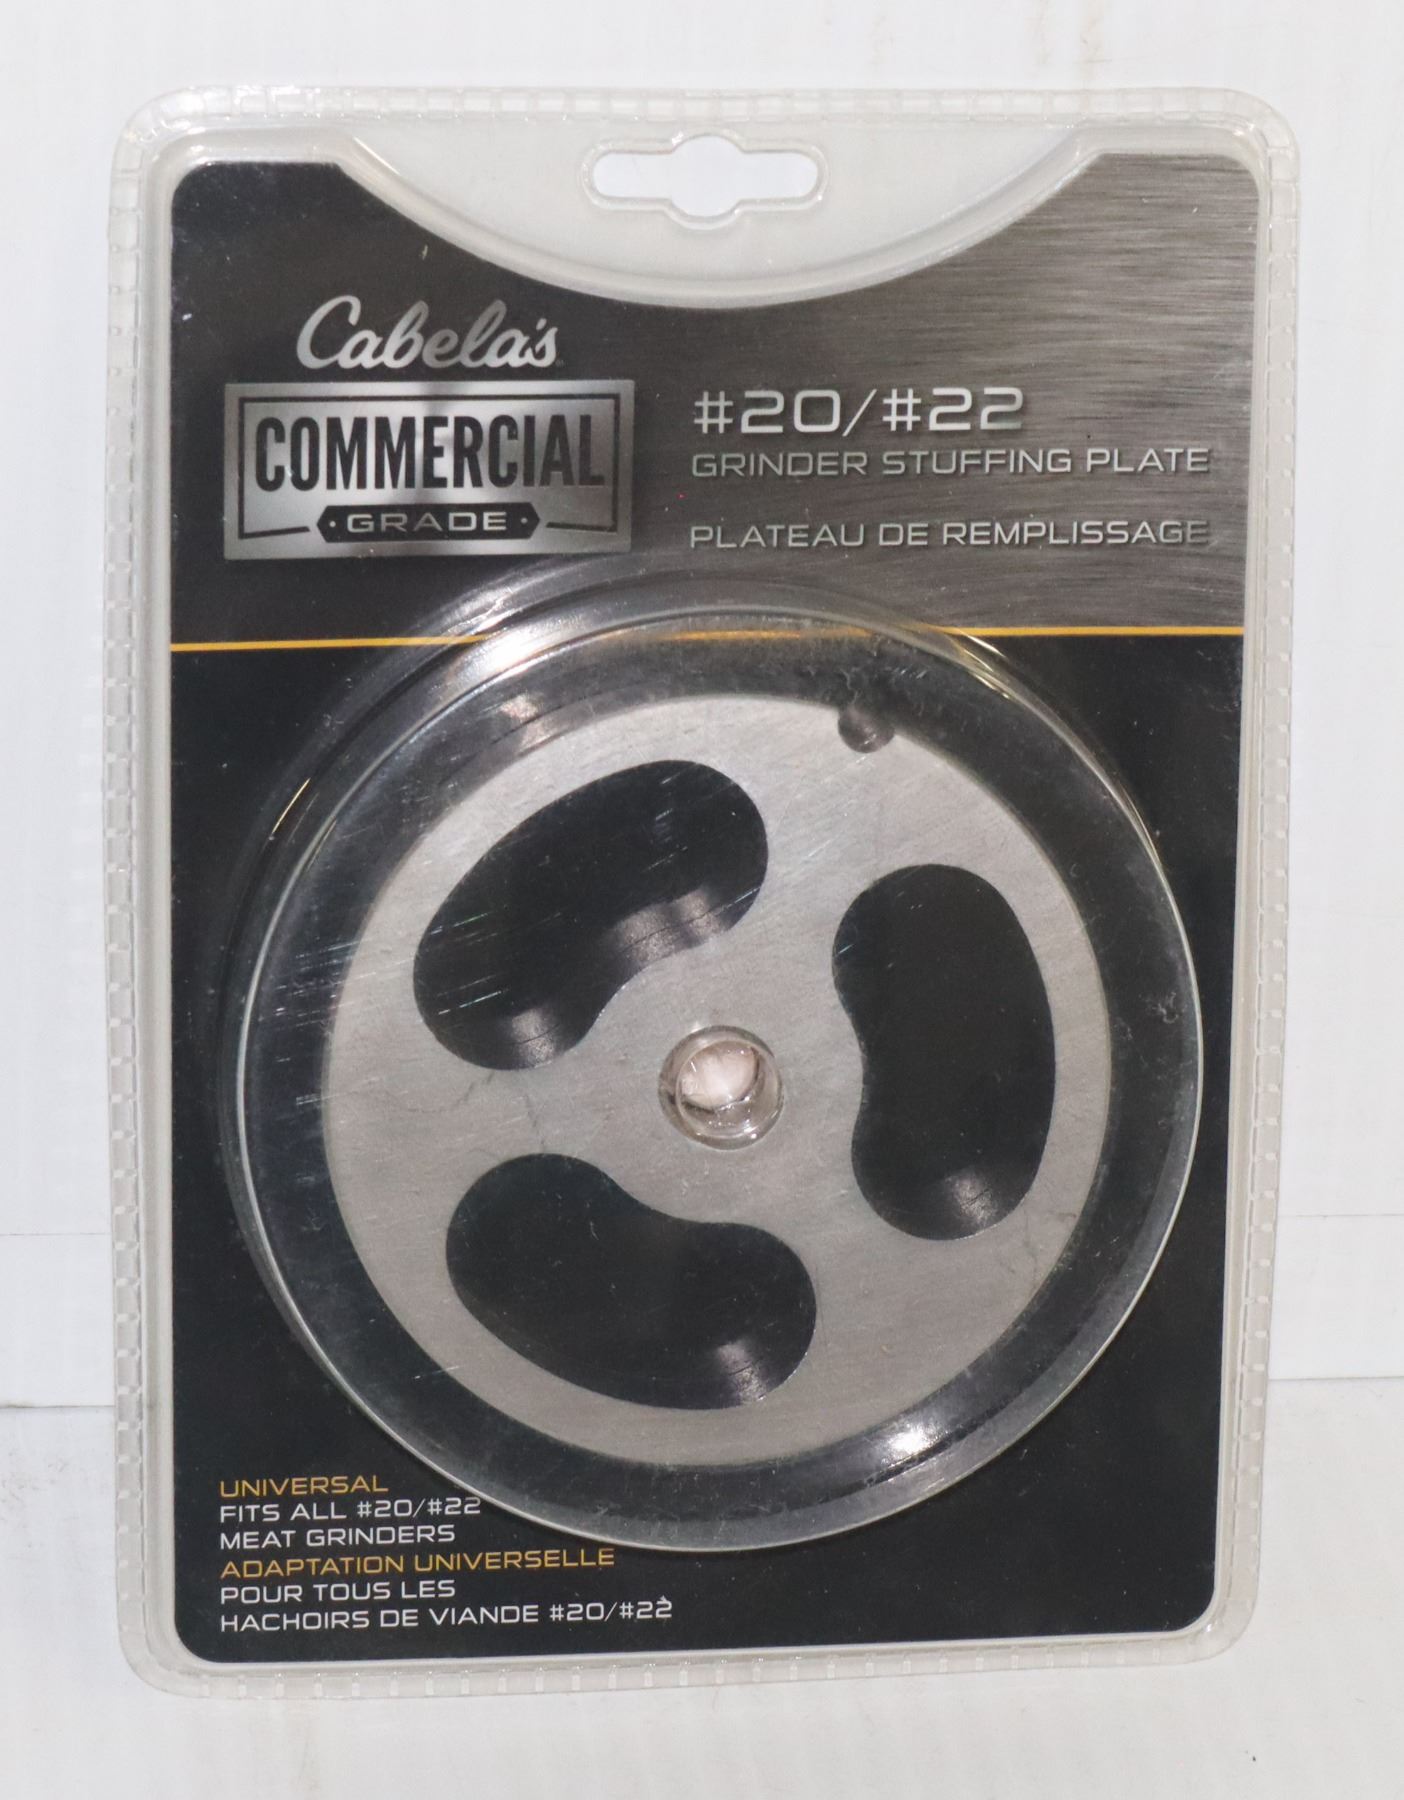 Cabela's
COMMERCIAL
GRADE
#20/#22
GRINDER STUFFING PLATE
PLATEAU DE REMPLISSAGE
UNIVERSAL
FITS ALL #20/#22
MEAT GRINDERS
ADAPTATION UNIVERSELLE
POUR TOUS LES
HACHOIRS DE VIANDE #20/#22